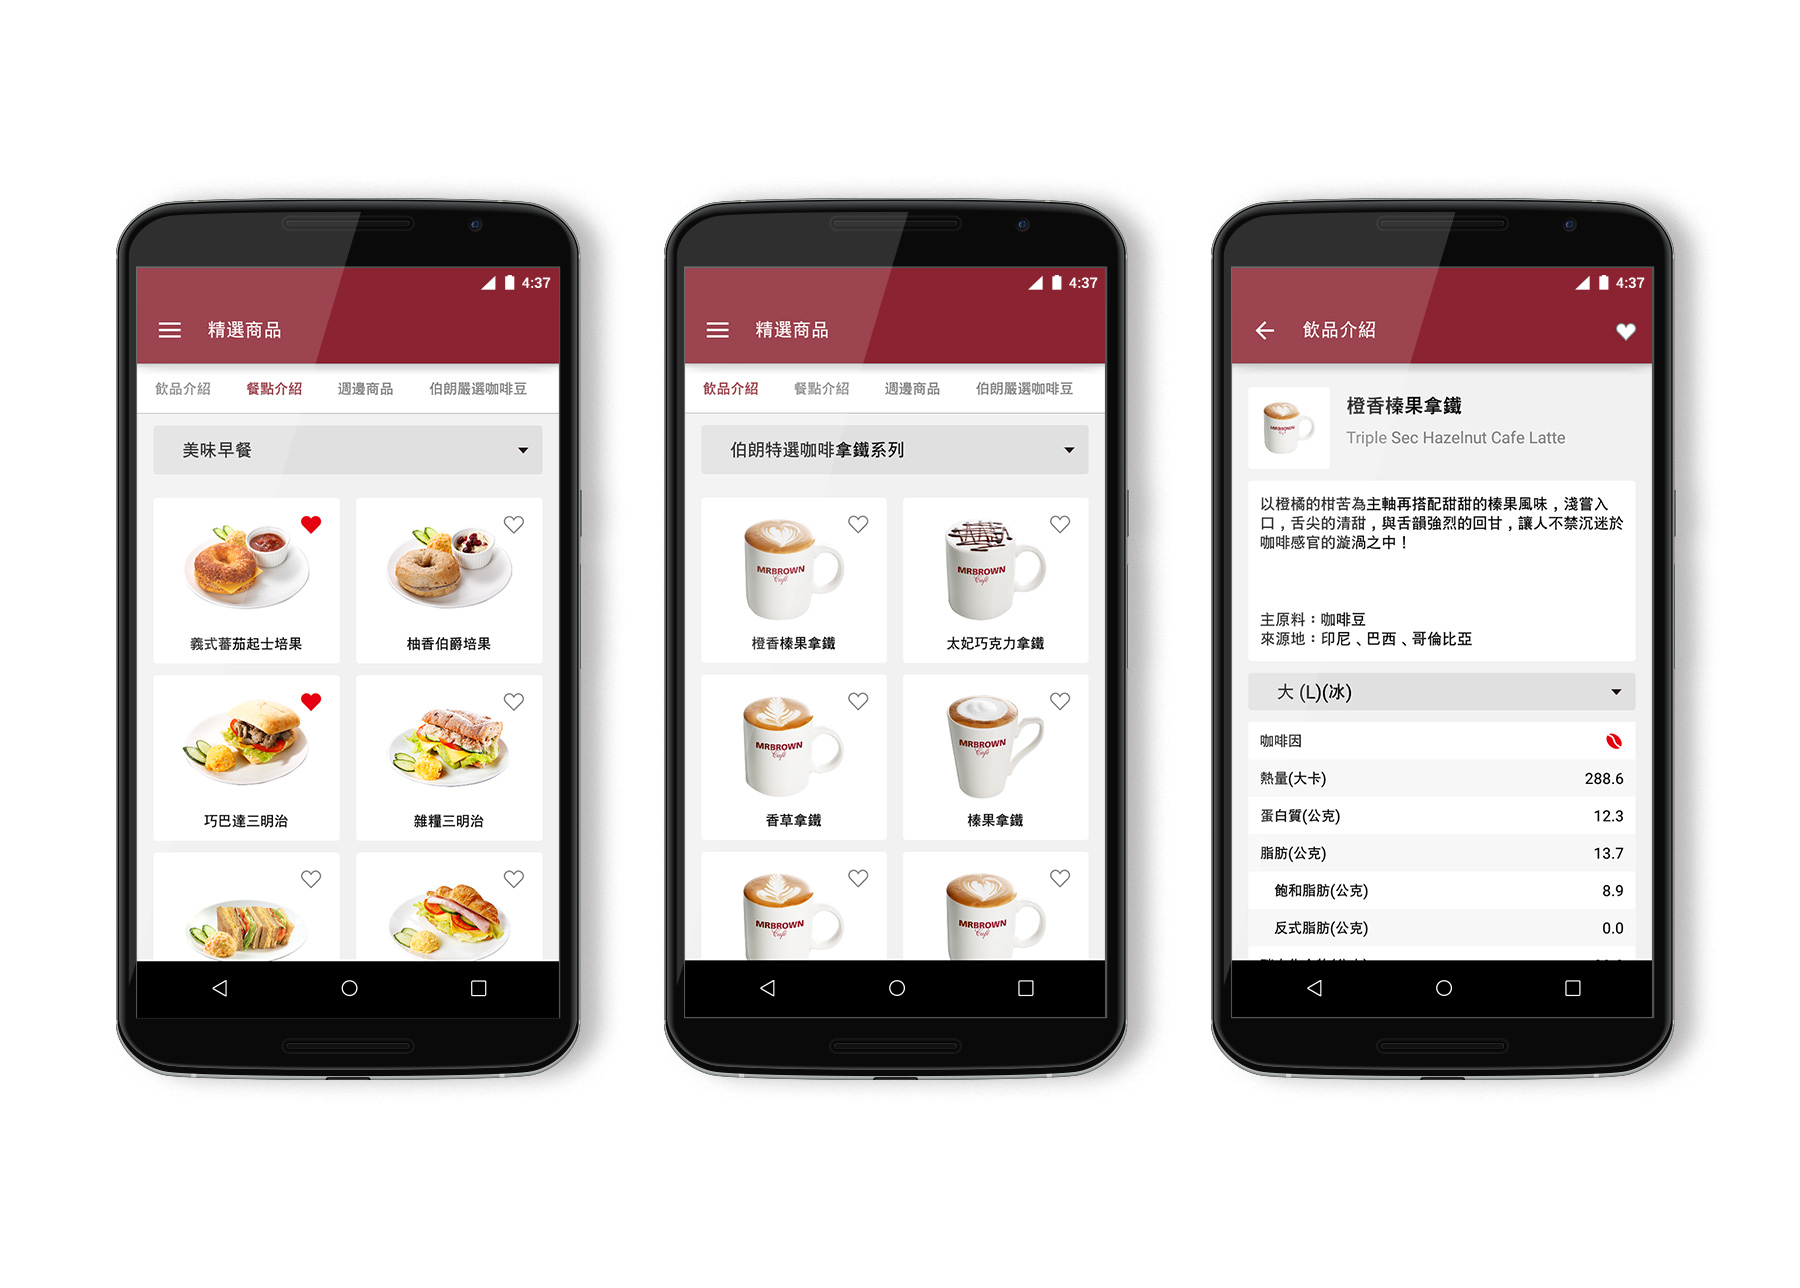 4:37
精選商品
飲品介紹 餐點介紹 週邊商品 伯朗嚴選咖啡豆
美味早餐
義式蕃茄起士培果 柚香伯爵培果
巧巴達三明治 雜糧三明治
4:37
精選商品
飲品介紹 餐點介紹 週邊商品 伯朗嚴選咖啡豆
伯朗特選咖啡拿鐵系列
MRBROWN
Café
MRBROWN
Café
橙香榛果拿鐵 太妃巧克力拿鐵
MRBROWN
Café
MRBROWN
Café
香草拿鐵 榛果拿鐵
MRBROWN
Café
MRBROWN
Café
4:37
飲品介紹
MRBROWN
橙香榛果拿鐵
Triple Sec Hazelnut Cafe Latte
以橙橘的柑苦為主軸再搭配甜甜的榛果風味，淺嘗入
口，舌尖的清甜，與舌韻強烈的回甘，讓人不禁沉迷於
咖啡感官的漩渦之中！
主原料：咖啡豆
來源地：印尼、巴西、哥倫比亞
大 (L)(冰)
咖啡因
熱量(大卡) 288.6
蛋白質(公克) 12.3
脂肪(公克) 13.7
飽和脂肪(公克) 8.9
反式脂肪(公克) 0.0